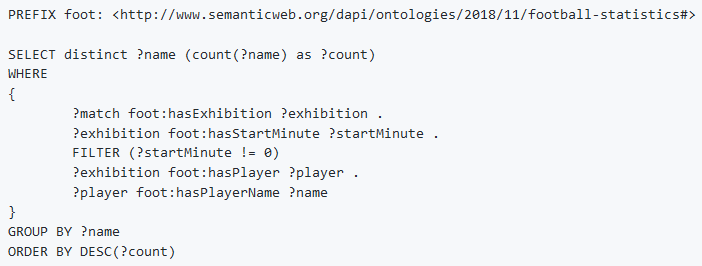 PREFIX foot: <http://www.semanticweb.org/dapi/ontologies/2018/11/football-statistics#>
SELECT distinct ?name (count(?name) as ?count)
WHERE
{
?match foot:hasExhibition ?exhibition .
?exhibition foot:hasStartMinute ?startMinute .
FILTER (?startMinute != 0)
?exhibition foot:hasPlayer ?player .
?player foot:hasPlayerName ?name
}
GROUP BY ?name
ORDER BY DESC(?count)